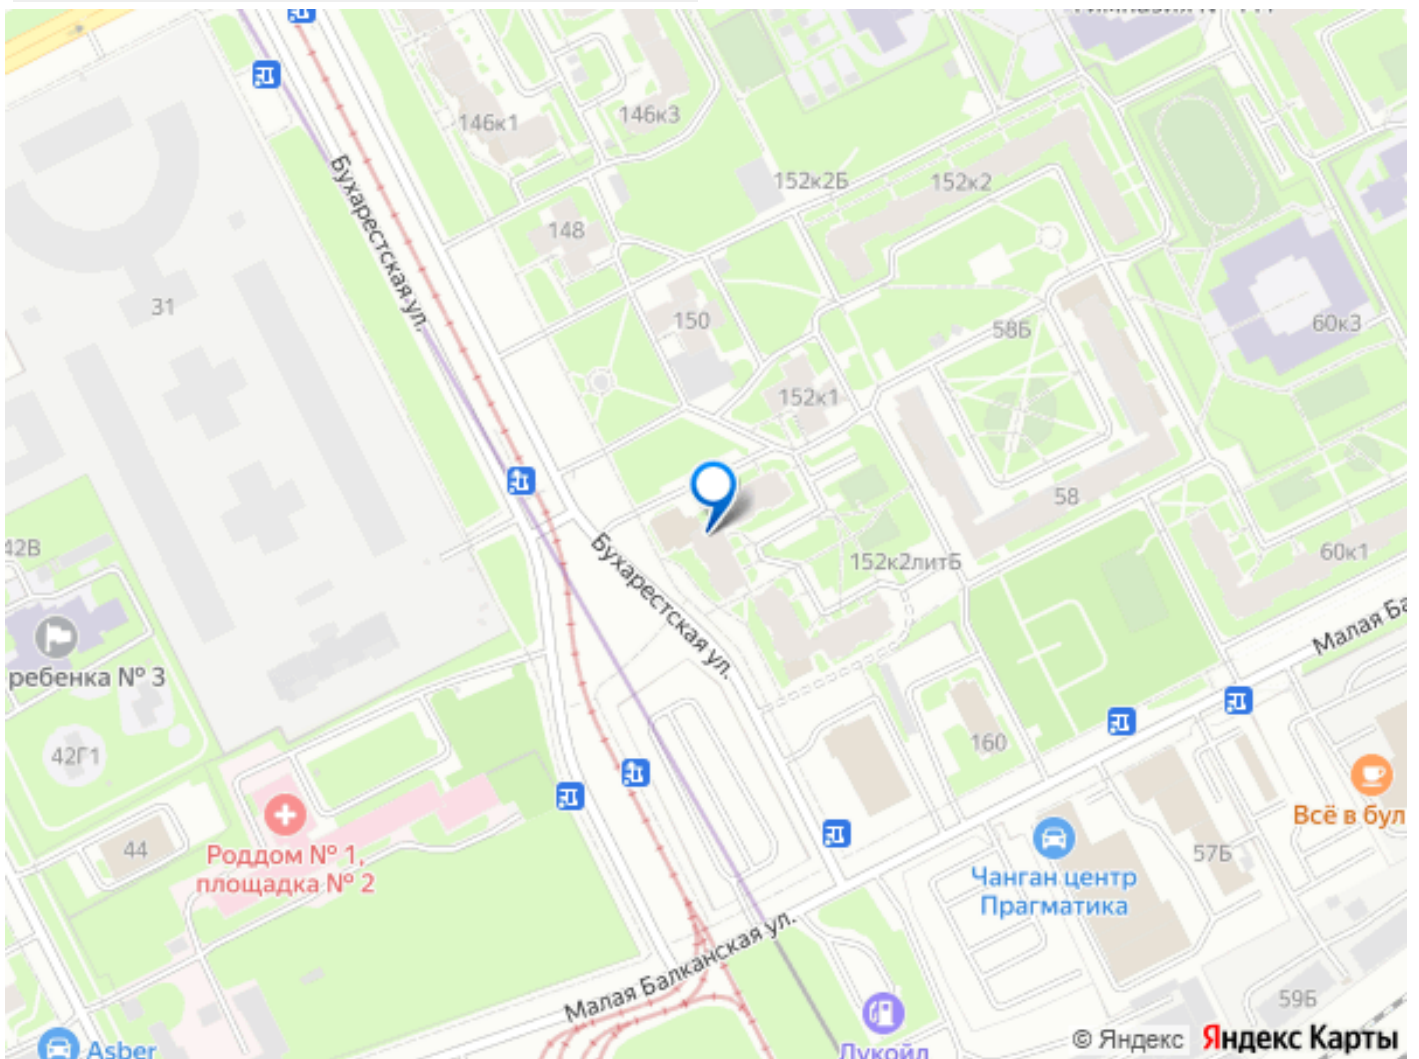 146к1
146к3
Бухарестская ул.
152к2Б
152к2
148
31
150
58Б
60к3
152к1
58
42В
Бухарестская ул.
152к2литБ
60к1
Малая Ба
ребенка № 3
42Г1
160
Всё в бул
44
Роддом № 1,
площадка № 2
57Б
Чанган центр
Прагматика
Малая Балканская ул.
59Б
Asber
Лукойл
© Яндекс Яндекс Карты